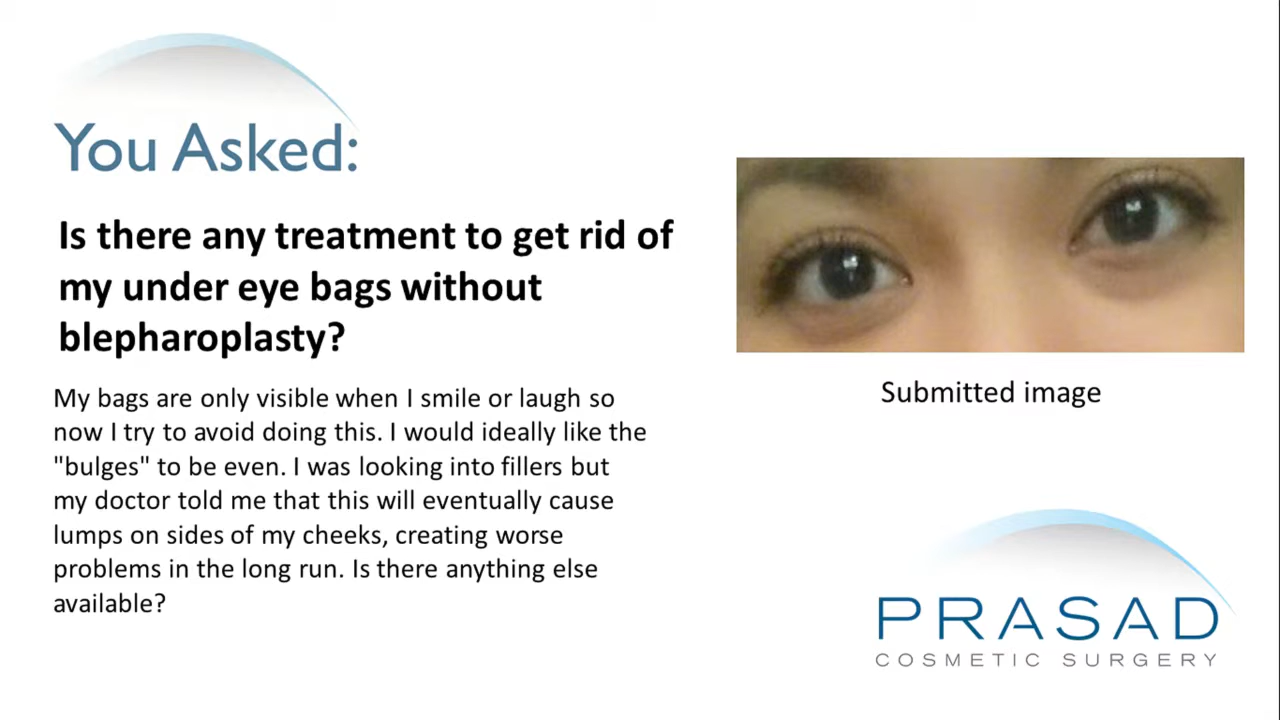 You Asked:
Is there any treatment to get rid of
my under eye bags without
blepharoplasty?
My bags are only visible when I smile or laugh so
now I try to avoid doing this. I would ideally like the
"bulges" to be even. I was looking into fillers but
my doctor told me that this will eventually cause
lumps on sides of my cheeks, creating worse
problems in the long run. Is there anything else
available?
Submitted image
PRASAD
COSMETIC SURGERY